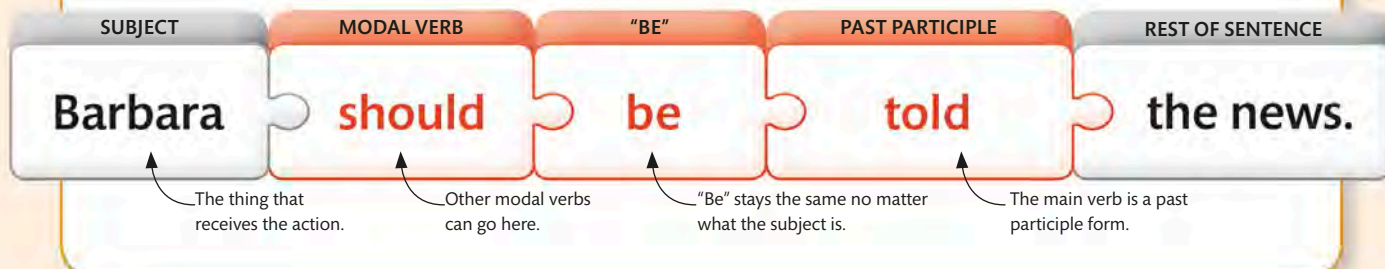 SUBJECT MODAL VERB "BE" PAST PARTICIPLE REST OF SENTENCE
Barbara should be told the news.
The thing that
receives the action.
Other modal verbs
can go here.
"Be" stays the same no matter
what the subject is.
The main verb is a past
participle form.